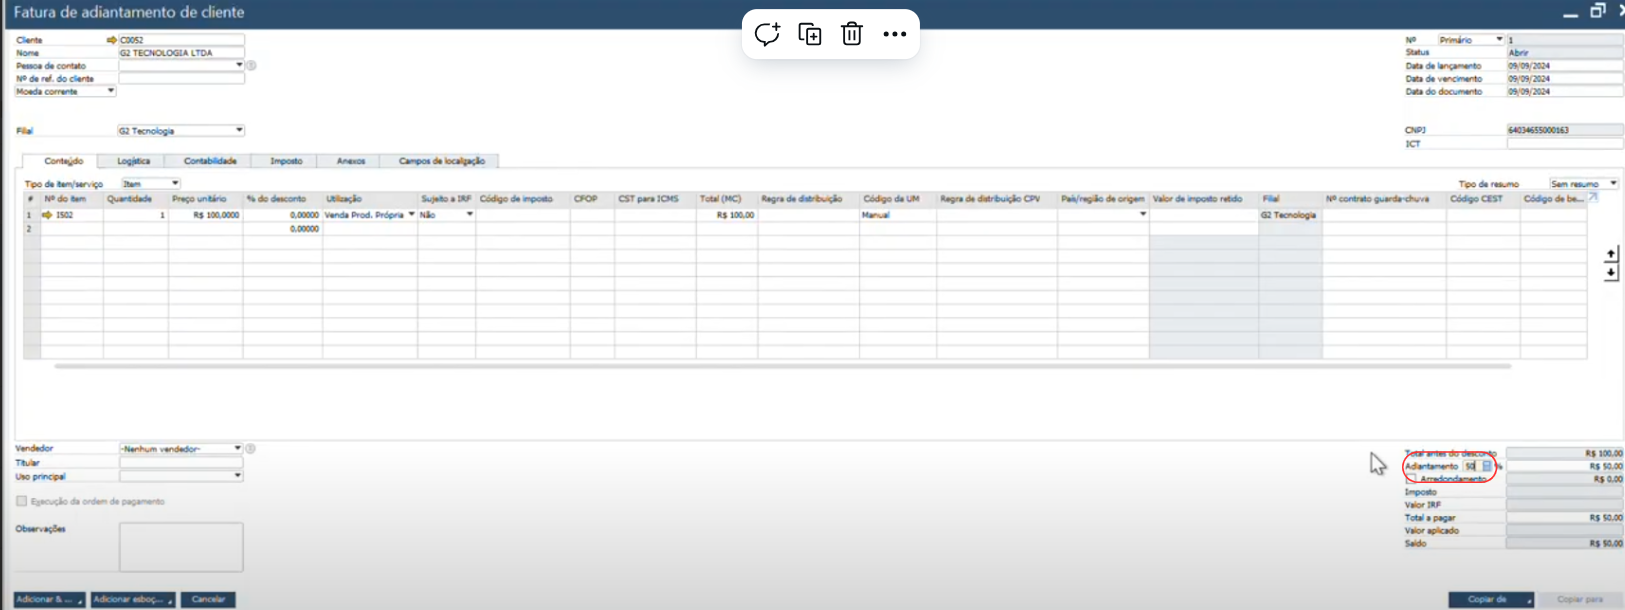 Fatura de adiantamento de cliente
Cliente C0052
Nome G2 TECNOLOGIA LTDA
Pessoa de contato
Nº de ref. do cliente
Moeda corrente
Filial G2 Tecnologia
Nº Primário 1
Status Abrir
Data de lançamento 09/09/2024
Data de vencimento 09/09/2024
Data do documento 09/09/2024
CNPJ 64034655000163
ICT
Conteúdo Logística Contabilidade Imposto Anexos Campos de localização
Tipo de item/serviço Item Tipo de resumo Sem resumo
# Nº do item Quantidade Preço unitário % do desconto Utilização Sujeito a IRF Código de imposto CFOP CST para ICMS Total (MC) Regra de distribuição Código da UM Regra de distribuição CPV País/região de origem Valor de imposto retido Filial Nº contrato guarda-chuva Código CEST Código de be...
1 IS02 1 R$ 100,0000 0,00000 Venda Prod. Própria Não R$ 100,00 Manual G2 Tecnologia
2 0,00000
Vendedor -Nenhum vendedor-
Titular
Uso principal
Execução da ordem de pagamento
Observações
Total antes do desconto R$ 100,00
Adiantamento 50 % R$ 50,00
Arredondamento R$ 0,00
Imposto
Valor IRF
Total a pagar R$ 50,00
Valor aplicado
Saldo R$ 50,00
Adicionar & ... Adicionar esboç... Cancelar Copiar de Copiar para